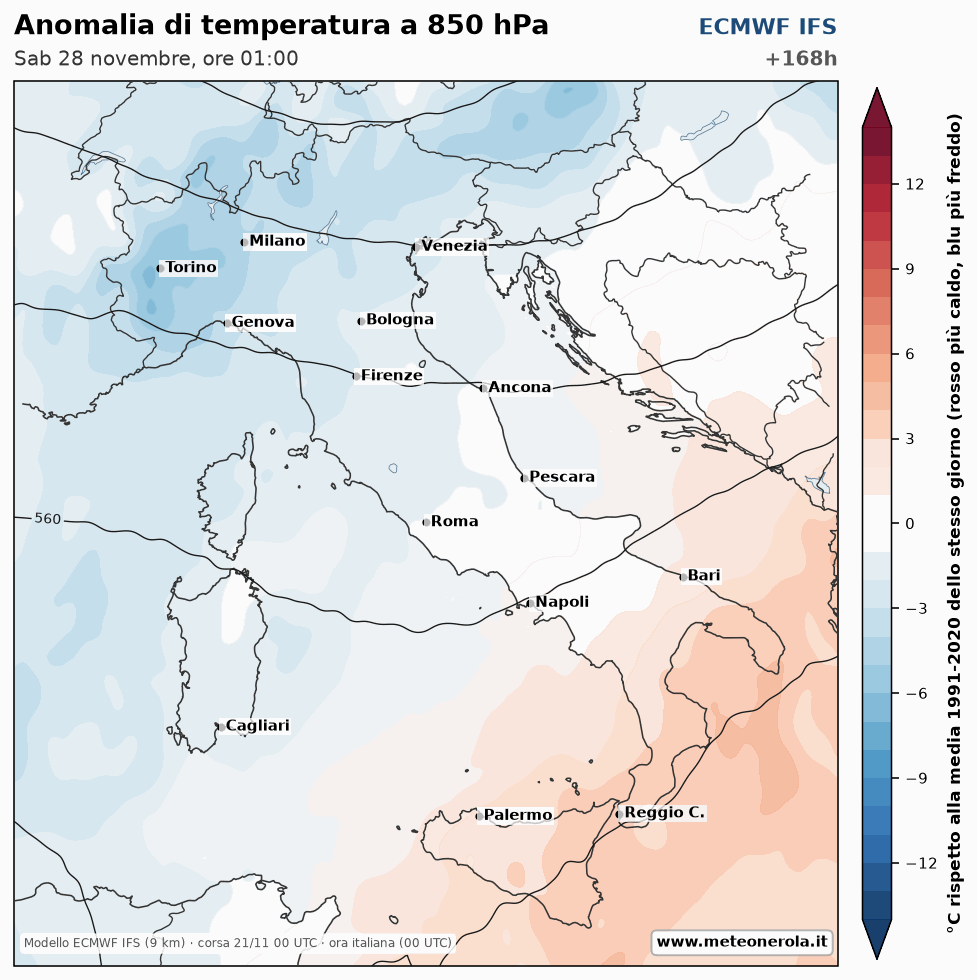 Anomalia di temperatura a 850 hPa
ECMWF IFS
Sab 28 novembre, ore 01:00
+168h
Milano
Venezia
Torino
Genova
Bologna
Firenze
Ancona
Pescara
560
Roma
Bari
Napoli
Cagliari
Palermo
Reggio C.
Modello ECMWF IFS (9 km) · corsa 21/11 00 UTC · ora italiana (00 UTC)
www.meteonerola.it
12
9
6
3
0
−3
−6
−9
−12
°C rispetto alla media 1991-2020 dello stesso giorno (rosso più caldo, blu più freddo)